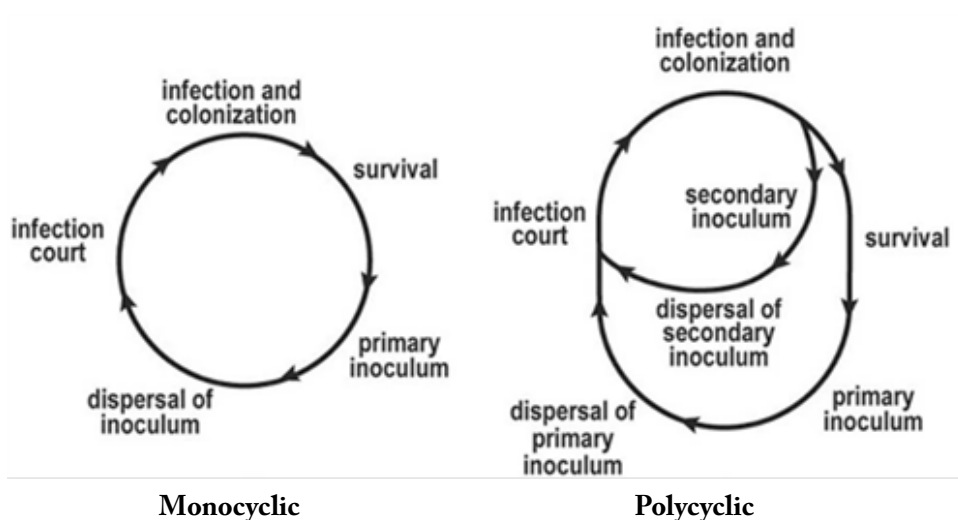 infection and
colonization
survival
infection
court
primary
inoculum
dispersal of
inoculum
Monocyclic
infection and
colonization
secondary
inoculum
infection
court
survival
dispersal of
secondary
inoculum
primary
inoculum
dispersal of
primary
inoculum
Polycyclic